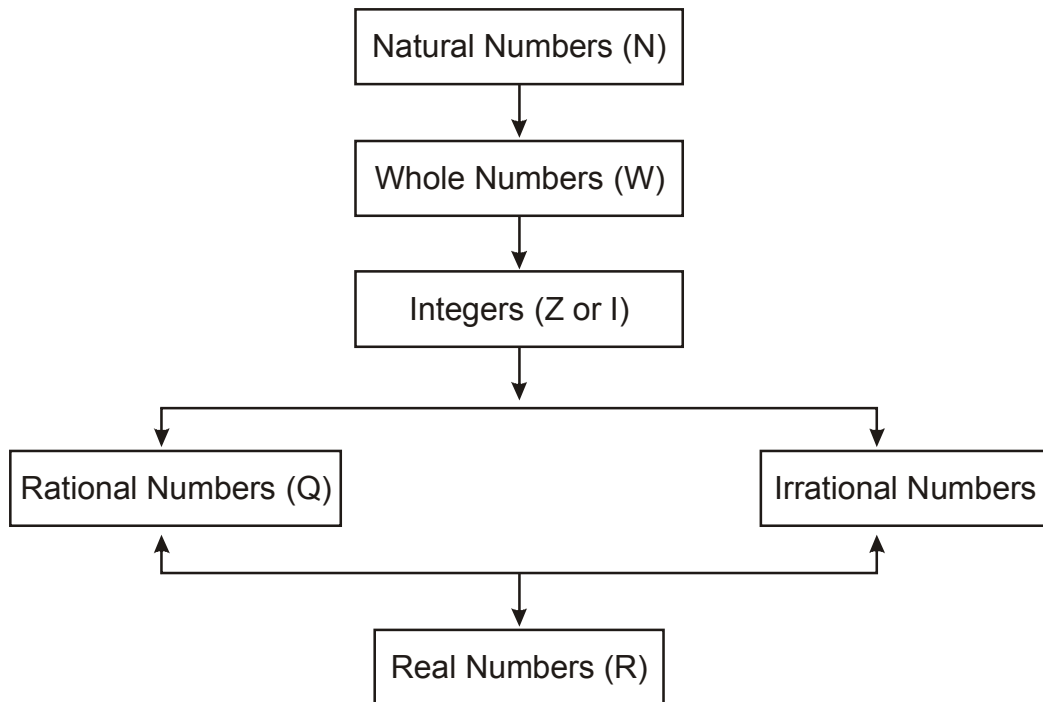 Natural Numbers (N)
Whole Numbers (W)
Integers (Z or I)
Rational Numbers (Q)
Irrational Numbers
Real Numbers (R)